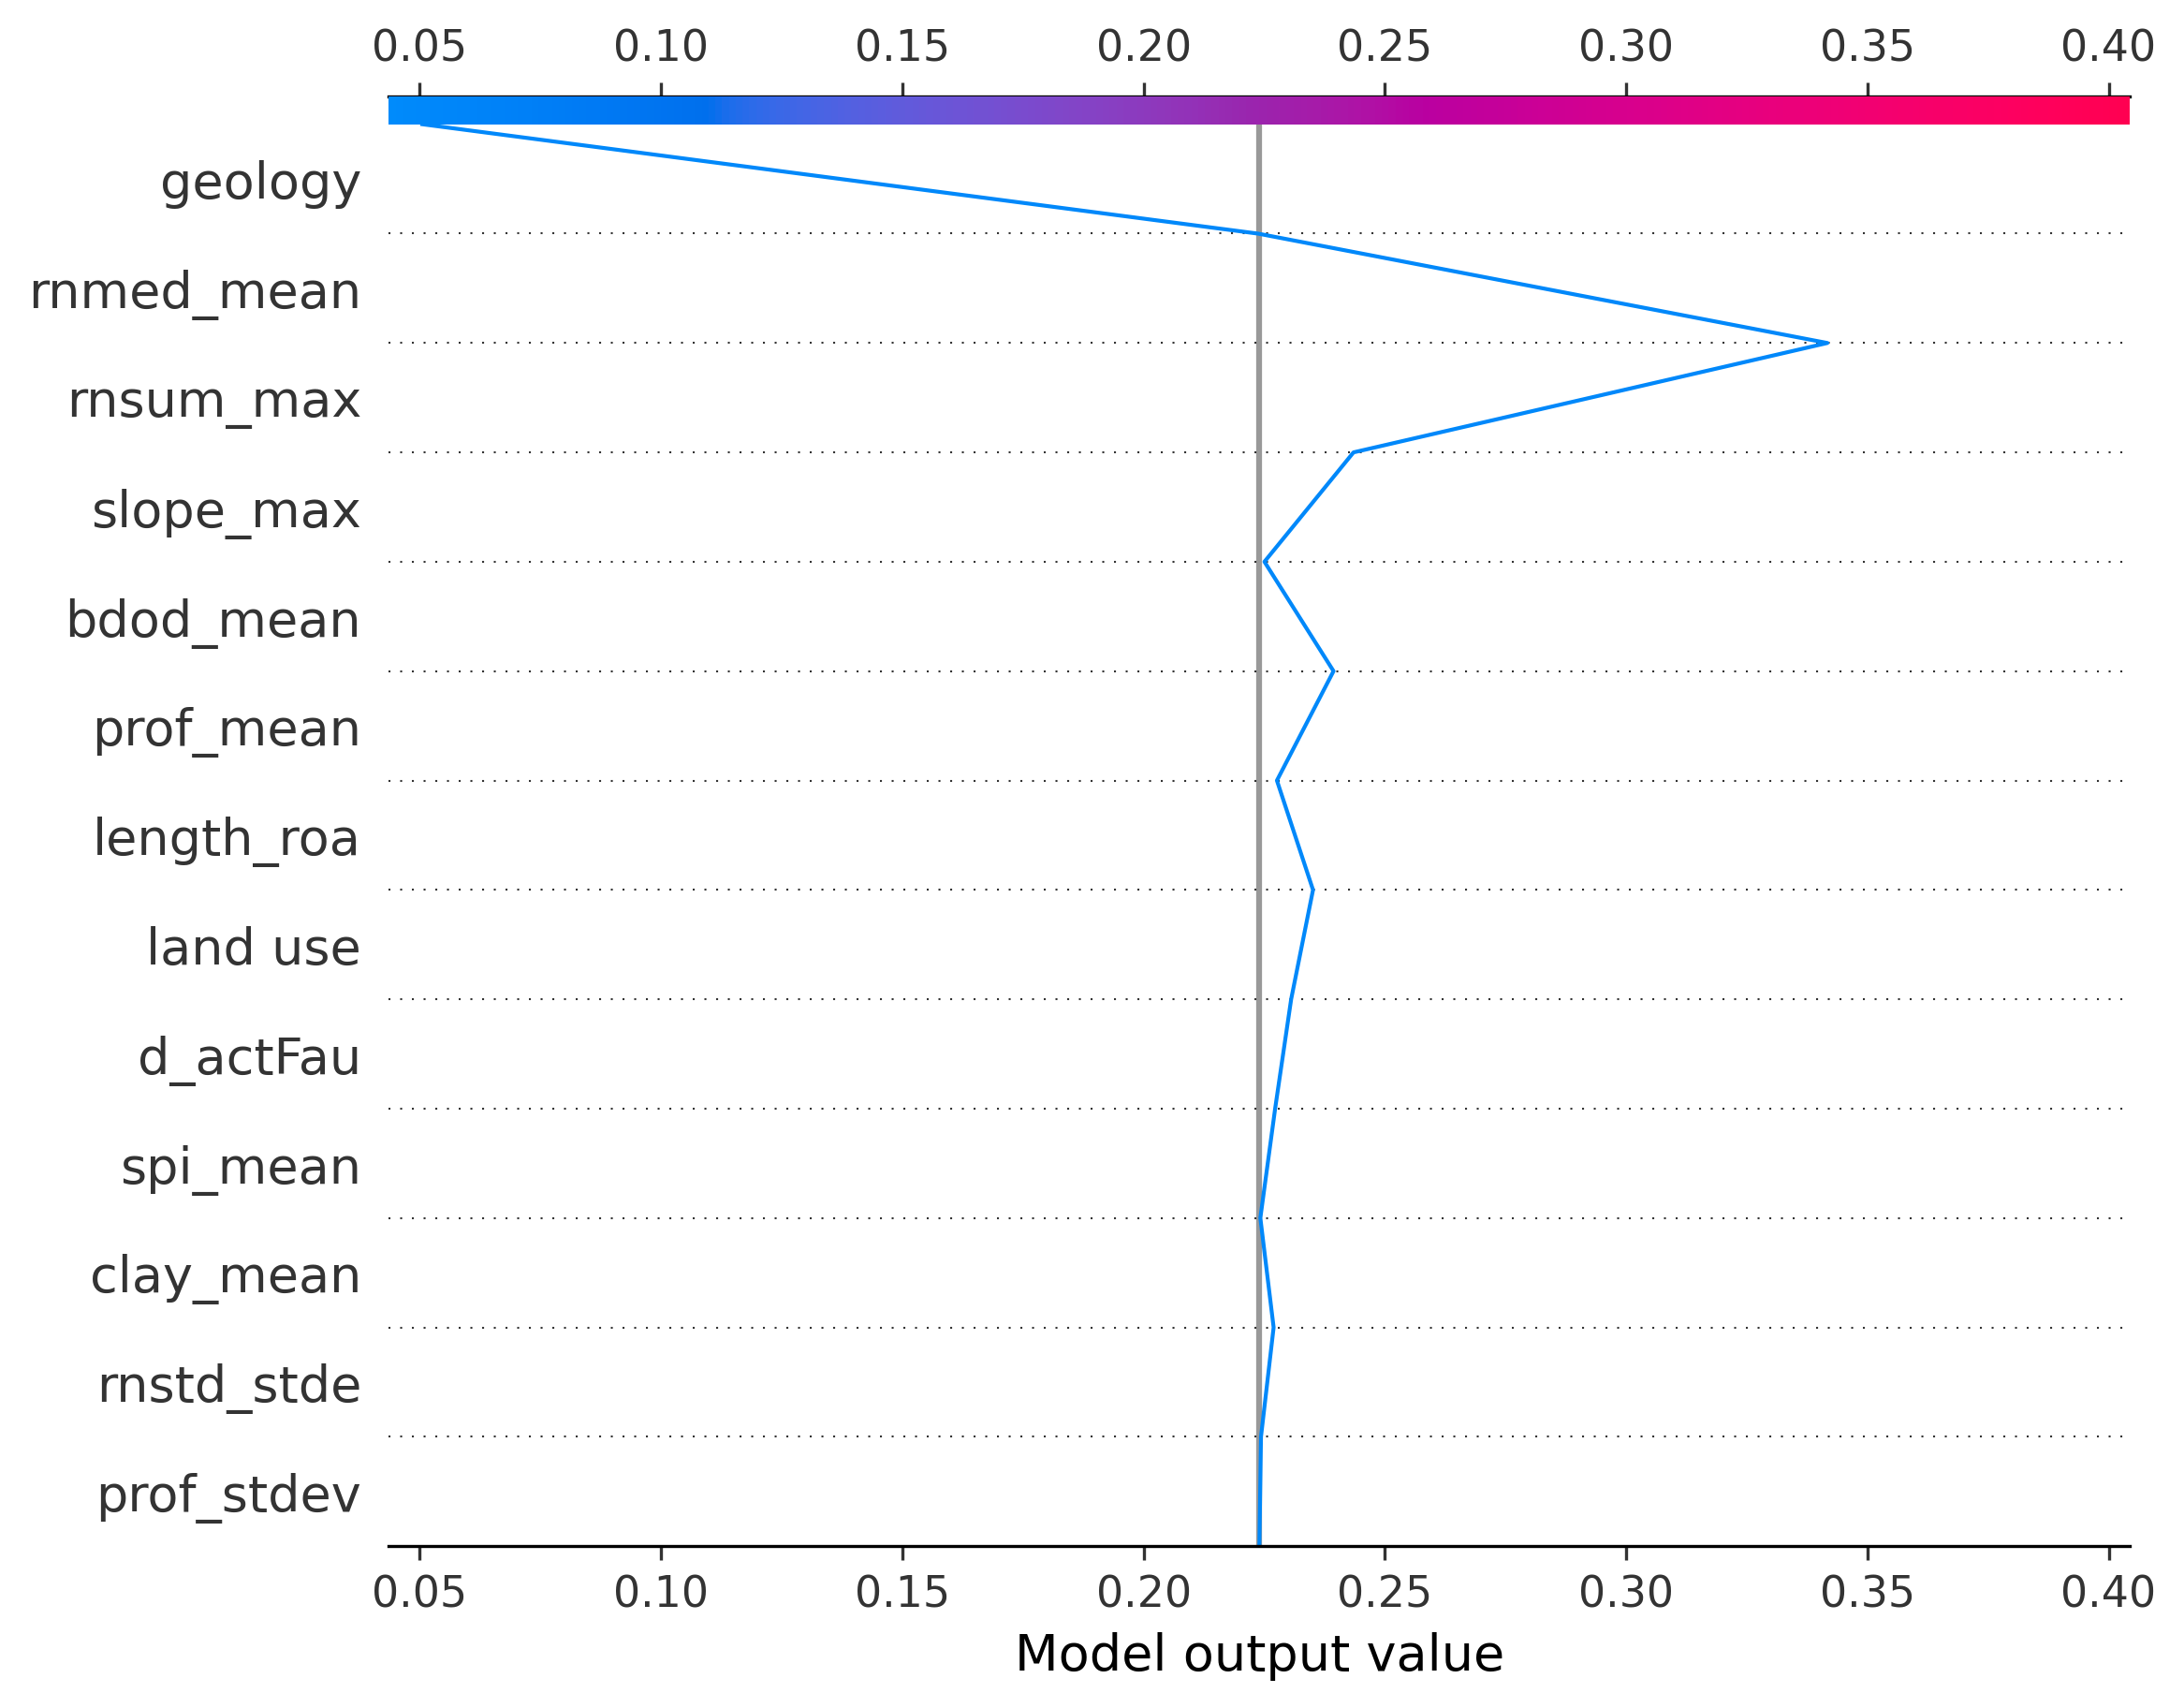 0.05 0.10 0.15 0.20 0.25 0.30 0.35 0.40
geology
rnmed_mean
rnsum_max
slope_max
bdod_mean
prof_mean
length_roa
land use
d_actFau
spi_mean
clay_mean
rnstd_stde
prof_stdev
0.05 0.10 0.15 0.20 0.25 0.30 0.35 0.40
Model output value